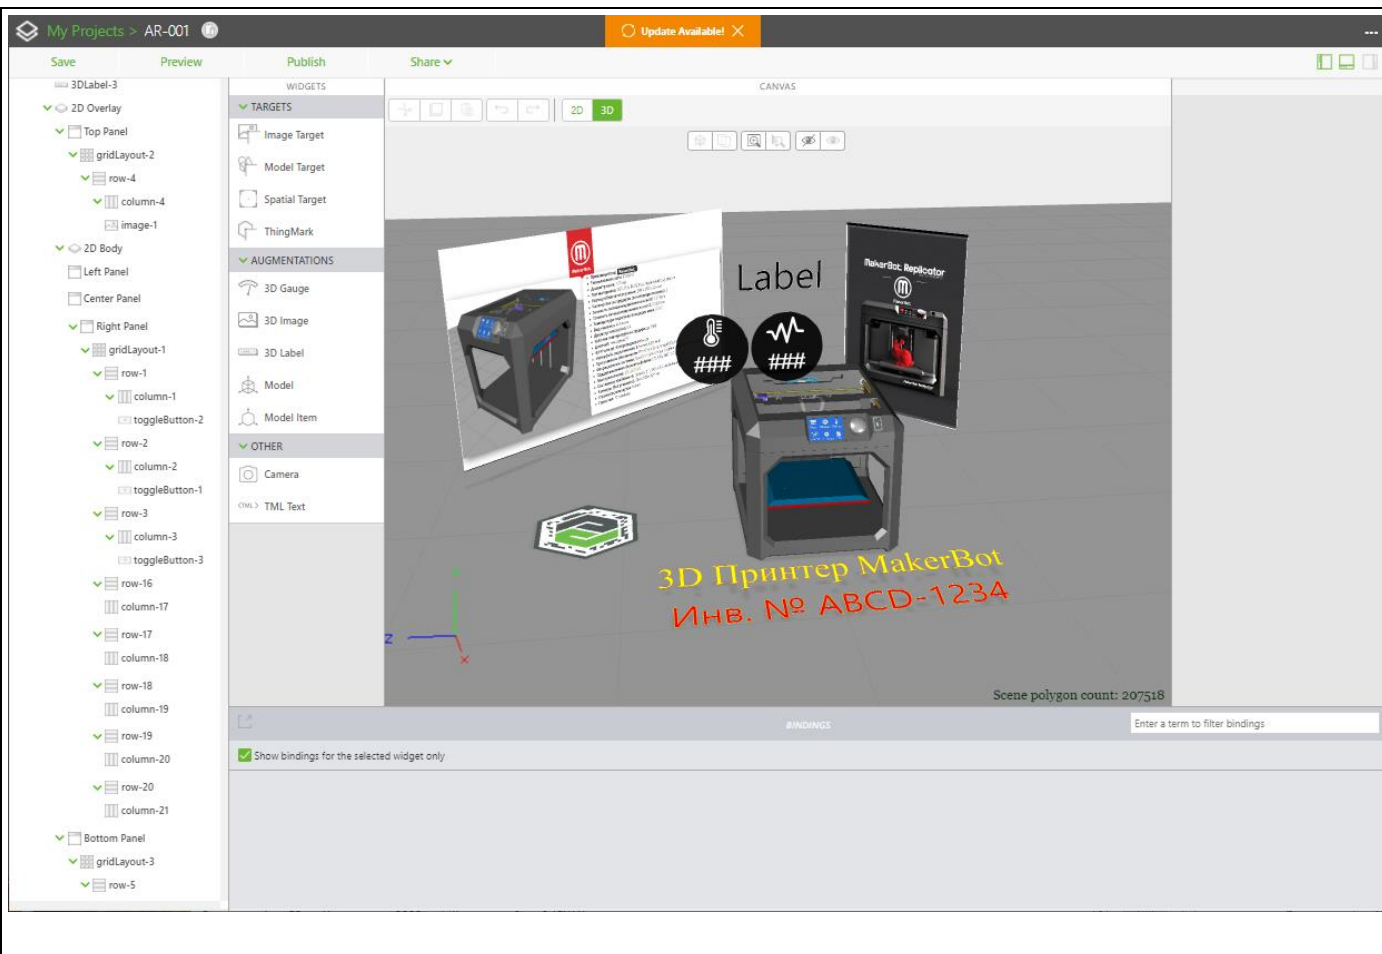 My Projects > AR-001
Update Available!
Save
Preview
Publish
Share
3DLabel-3
2D Overlay
Top Panel
gridLayout-2
row-4
column-4
image-1
2D Body
Left Panel
Center Panel
Right Panel
gridLayout-1
row-1
column-1
toggleButton-2
row-2
column-2
toggleButton-1
row-3
column-3
toggleButton-3
row-16
column-17
row-17
column-18
row-18
column-19
row-19
column-20
row-20
column-21
Bottom Panel
gridLayout-3
row-5
WIDGETS
TARGETS
Image Target
Model Target
Spatial Target
ThingMark
AUGMENTATIONS
3D Gauge
3D Image
3D Label
Model
Model Item
OTHER
Camera
TML Text
CANVAS
2D 3D
Label
MakerBot. Replicator
###
###
3D Принтер MakerBot
Инв. № ABCD-1234
Z
X
Scene polygon count: 207518
BINDINGS
Enter a term to filter bindings
Show bindings for the selected widget only